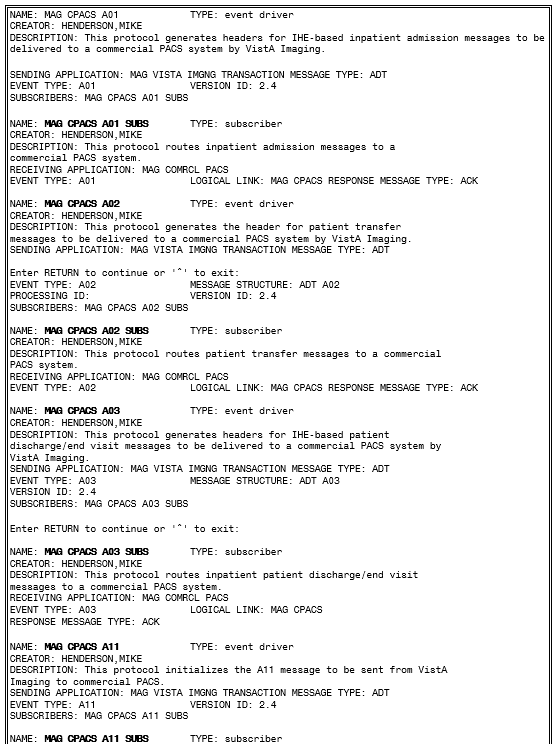 NAME: MAG CPACS A01 TYPE: event driver
CREATOR: HENDERSON,MIKE
DESCRIPTION: This protocol generates headers for IHE-based inpatient admission messages to be
delivered to a commercial PACS system by VistA Imaging.
SENDING APPLICATION: MAG VISTA IMGNG TRANSACTION MESSAGE TYPE: ADT
EVENT TYPE: A01 VERSION ID: 2.4
SUBSCRIBERS: MAG CPACS A01 SUBS
NAME: MAG CPACS A01 SUBS TYPE: subscriber
CREATOR: HENDERSON,MIKE
DESCRIPTION: This protocol routes inpatient admission messages to a
commercial PACS system.
RECEIVING APPLICATION: MAG COMRCL PACS
EVENT TYPE: A01 LOGICAL LINK: MAG CPACS RESPONSE MESSAGE TYPE: ACK
NAME: MAG CPACS A02 TYPE: event driver
CREATOR: HENDERSON,MIKE
DESCRIPTION: This protocol generates the header for patient transfer
messages to be delivered to a commercial PACS system by VistA Imaging.
SENDING APPLICATION: MAG VISTA IMGNG TRANSACTION MESSAGE TYPE: ADT
Enter RETURN to continue or '^' to exit:
EVENT TYPE: A02 MESSAGE STRUCTURE: ADT A02
PROCESSING ID: VERSION ID: 2.4
SUBSCRIBERS: MAG CPACS A02 SUBS
NAME: MAG CPACS A02 SUBS TYPE: subscriber
CREATOR: HENDERSON,MIKE
DESCRIPTION: This protocol routes patient transfer messages to a commercial
PACS system.
RECEIVING APPLICATION: MAG COMRCL PACS
EVENT TYPE: A02 LOGICAL LINK: MAG CPACS RESPONSE MESSAGE TYPE: ACK
NAME: MAG CPACS A03 TYPE: event driver
CREATOR: HENDERSON,MIKE
DESCRIPTION: This protocol generates headers for IHE-based patient
discharge/end visit messages to be delivered to a commercial PACS system by
VistA Imaging.
SENDING APPLICATION: MAG VISTA IMGNG TRANSACTION MESSAGE TYPE: ADT
EVENT TYPE: A03 MESSAGE STRUCTURE: ADT A03
VERSION ID: 2.4
SUBSCRIBERS: MAG CPACS A03 SUBS
Enter RETURN to continue or '^' to exit:
NAME: MAG CPACS A03 SUBS TYPE: subscriber
CREATOR: HENDERSON,MIKE
DESCRIPTION: This protocol routes inpatient patient discharge/end visit
messages to a commercial PACS system.
RECEIVING APPLICATION: MAG COMRCL PACS
EVENT TYPE: A03 LOGICAL LINK: MAG CPACS
RESPONSE MESSAGE TYPE: ACK
NAME: MAG CPACS A11 TYPE: event driver
CREATOR: HENDERSON,MIKE
DESCRIPTION: This protocol initializes the A11 message to be sent from VistA
Imaging to commercial PACS.
SENDING APPLICATION: MAG VISTA IMGNG TRANSACTION MESSAGE TYPE: ADT
EVENT TYPE: A11 VERSION ID: 2.4
SUBSCRIBERS: MAG CPACS A11 SUBS
NAME: MAG CPACS A11 SUBS TYPE: subscriber